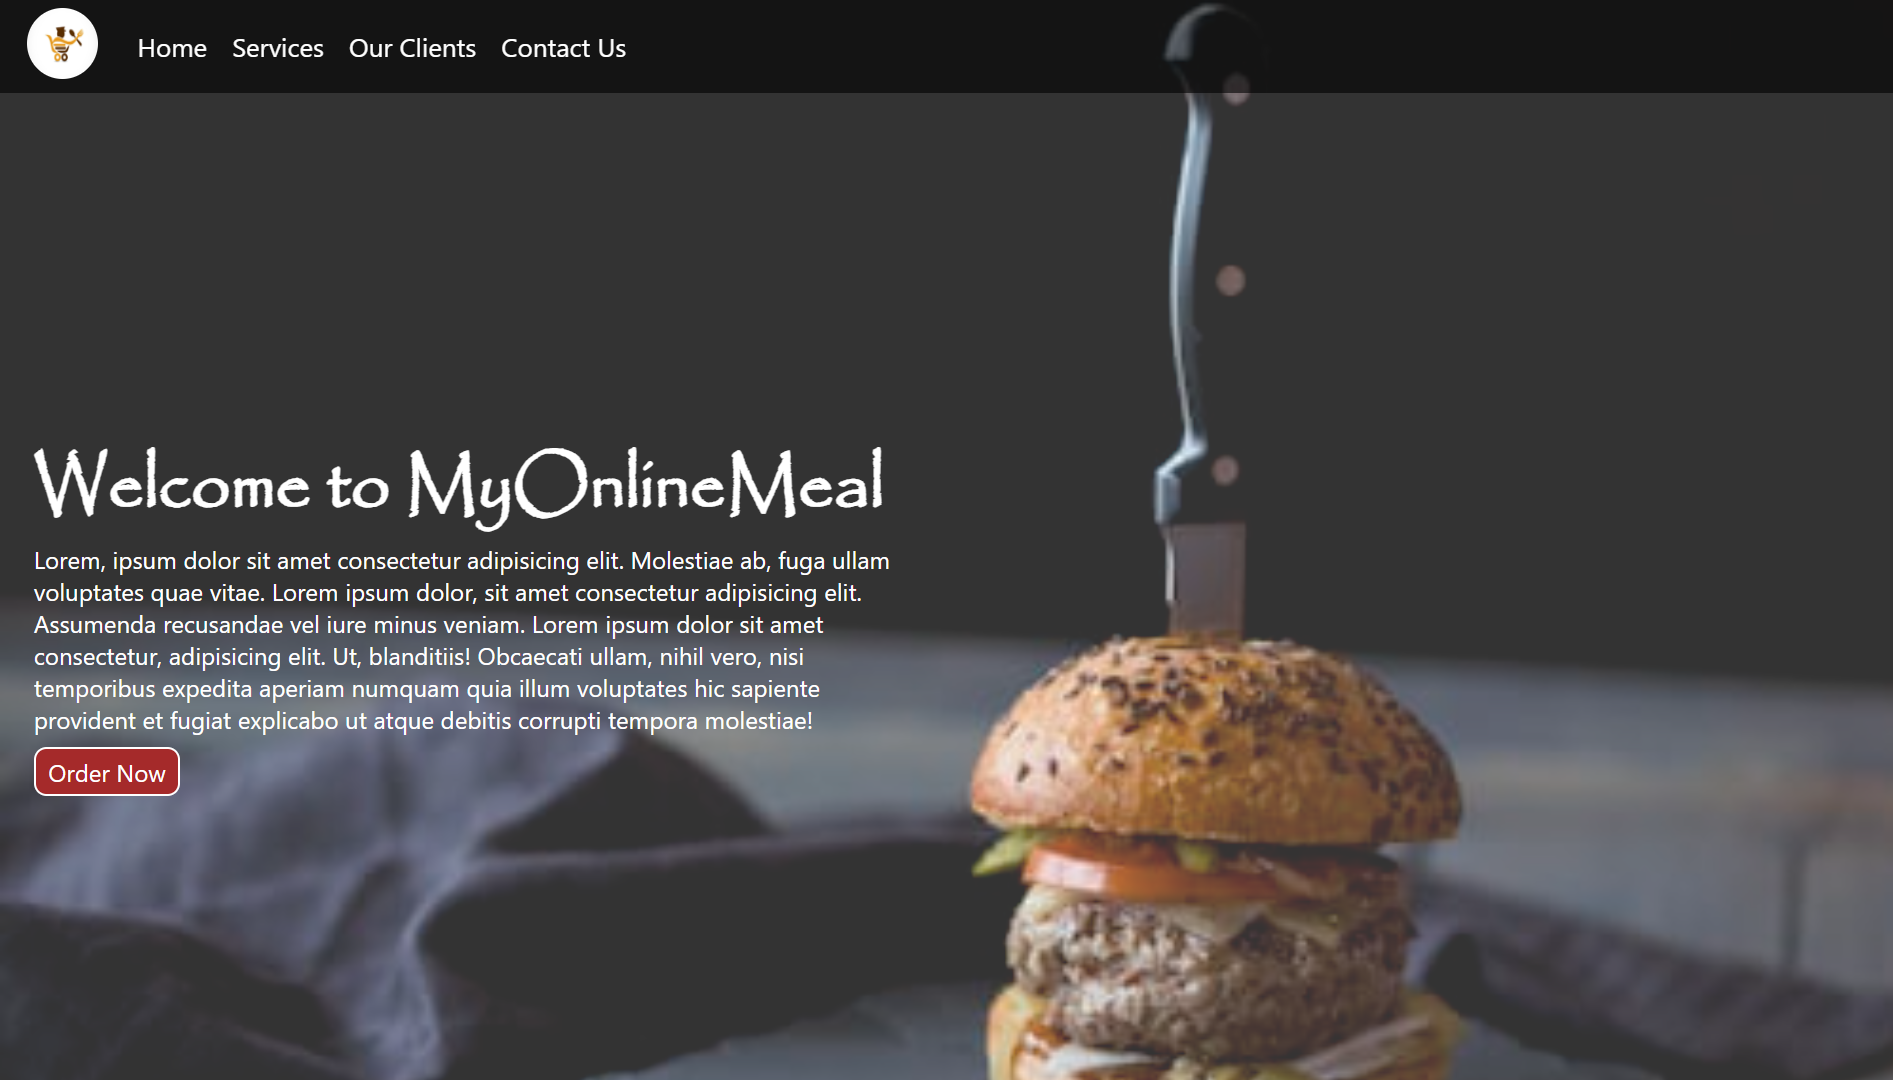 Home Services Our Clients Contact Us
Welcome to MyOnlineMeal
Lorem, ipsum dolor sit amet consectetur adipisicing elit. Molestiae ab, fuga ullam
voluptates quae vitae. Lorem ipsum dolor, sit amet consectetur adipisicing elit.
Assumenda recusandae vel iure minus veniam. Lorem ipsum dolor sit amet
consectetur, adipisicing elit. Ut, blanditiis! Obcaecati ullam, nihil vero, nisi
temporibus expedita aperiam numquam quia illum voluptates hic sapiente
provident et fugiat explicabo ut atque debitis corrupti tempora molestiae!
Order Now